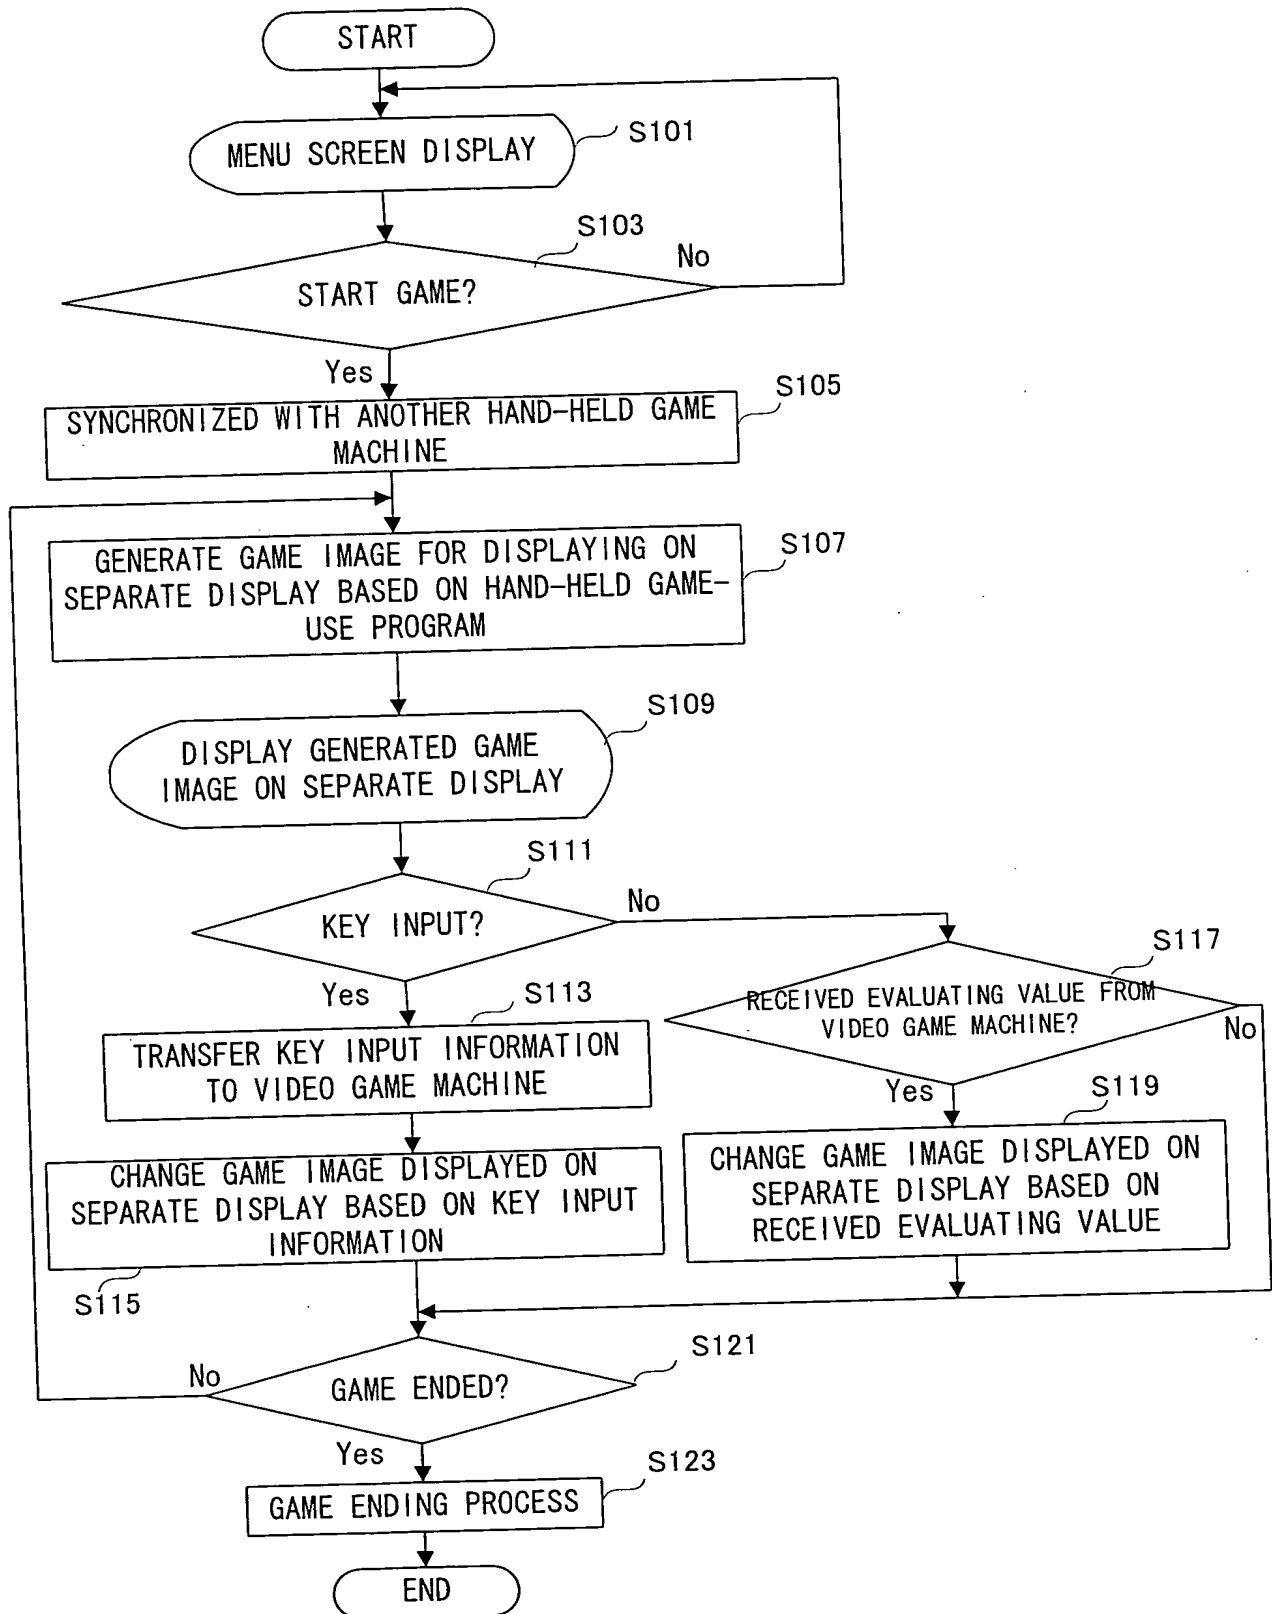 START
MENU SCREEN DISPLAY
S101
S103
No
START GAME?
Yes
S105
SYNCHRONIZED WITH ANOTHER HAND-HELD GAME
MACHINE
S107
GENERATE GAME IMAGE FOR DISPLAYING ON
SEPARATE DISPLAY BASED ON HAND-HELD GAME-
USE PROGRAM
S109
DISPLAY GENERATED GAME
IMAGE ON SEPARATE DISPLAY
S111
KEY INPUT?
No
Yes
S117
RECEIVED EVALUATING VALUE FROM
VIDEO GAME MACHINE?
No
Yes
S113
TRANSFER KEY INPUT INFORMATION
TO VIDEO GAME MACHINE
S119
CHANGE GAME IMAGE DISPLAYED ON
SEPARATE DISPLAY BASED ON
RECEIVED EVALUATING VALUE
CHANGE GAME IMAGE DISPLAYED ON
SEPARATE DISPLAY BASED ON KEY INPUT
INFORMATION
S115
S121
No
GAME ENDED?
Yes
S123
GAME ENDING PROCESS
END